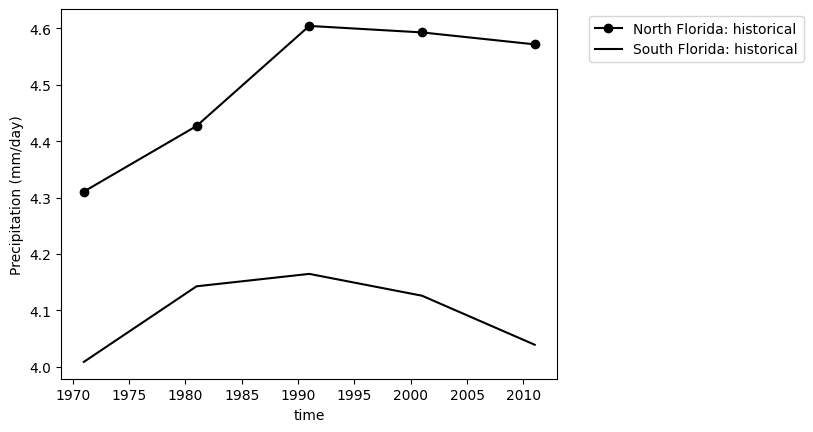 4.6
4.5
4.4
4.3
4.2
4.1
4.0
Precipitation (mm/day)
1970 1975 1980 1985 1990 1995 2000 2005 2010
time
North Florida: historical
South Florida: historical